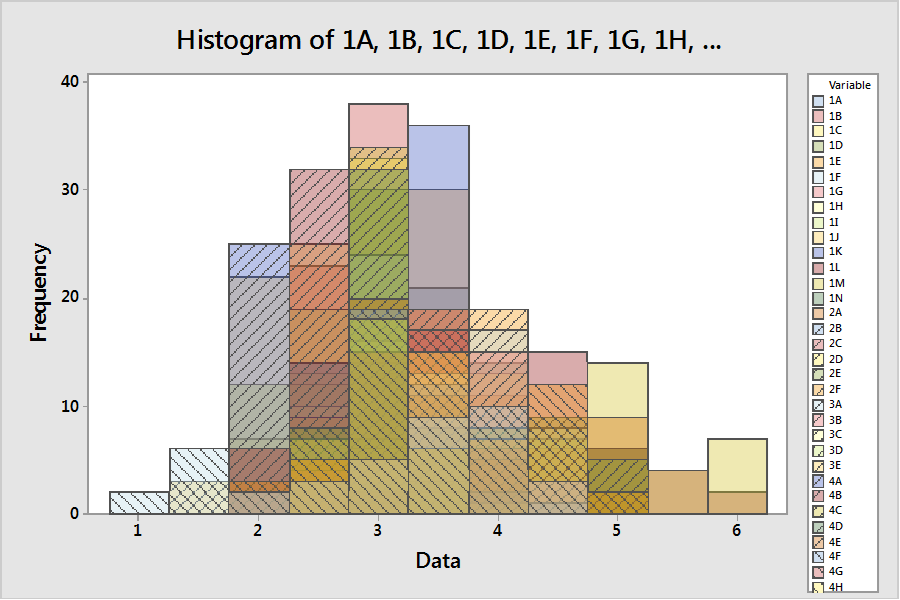 Histogram of 1A, 1B, 1C, 1D, 1E, 1F, 1G, 1H, ...
Frequency
40
30
20
10
0
1 2 3 4 5 6
Data
Variable
1A
1B
1C
1D
1E
1F
1G
1H
1I
1J
1K
1L
1M
1N
2A
2B
2C
2D
2E
2F
3A
3B
3C
3D
3E
4A
4B
4C
4D
4E
4F
4G
4H